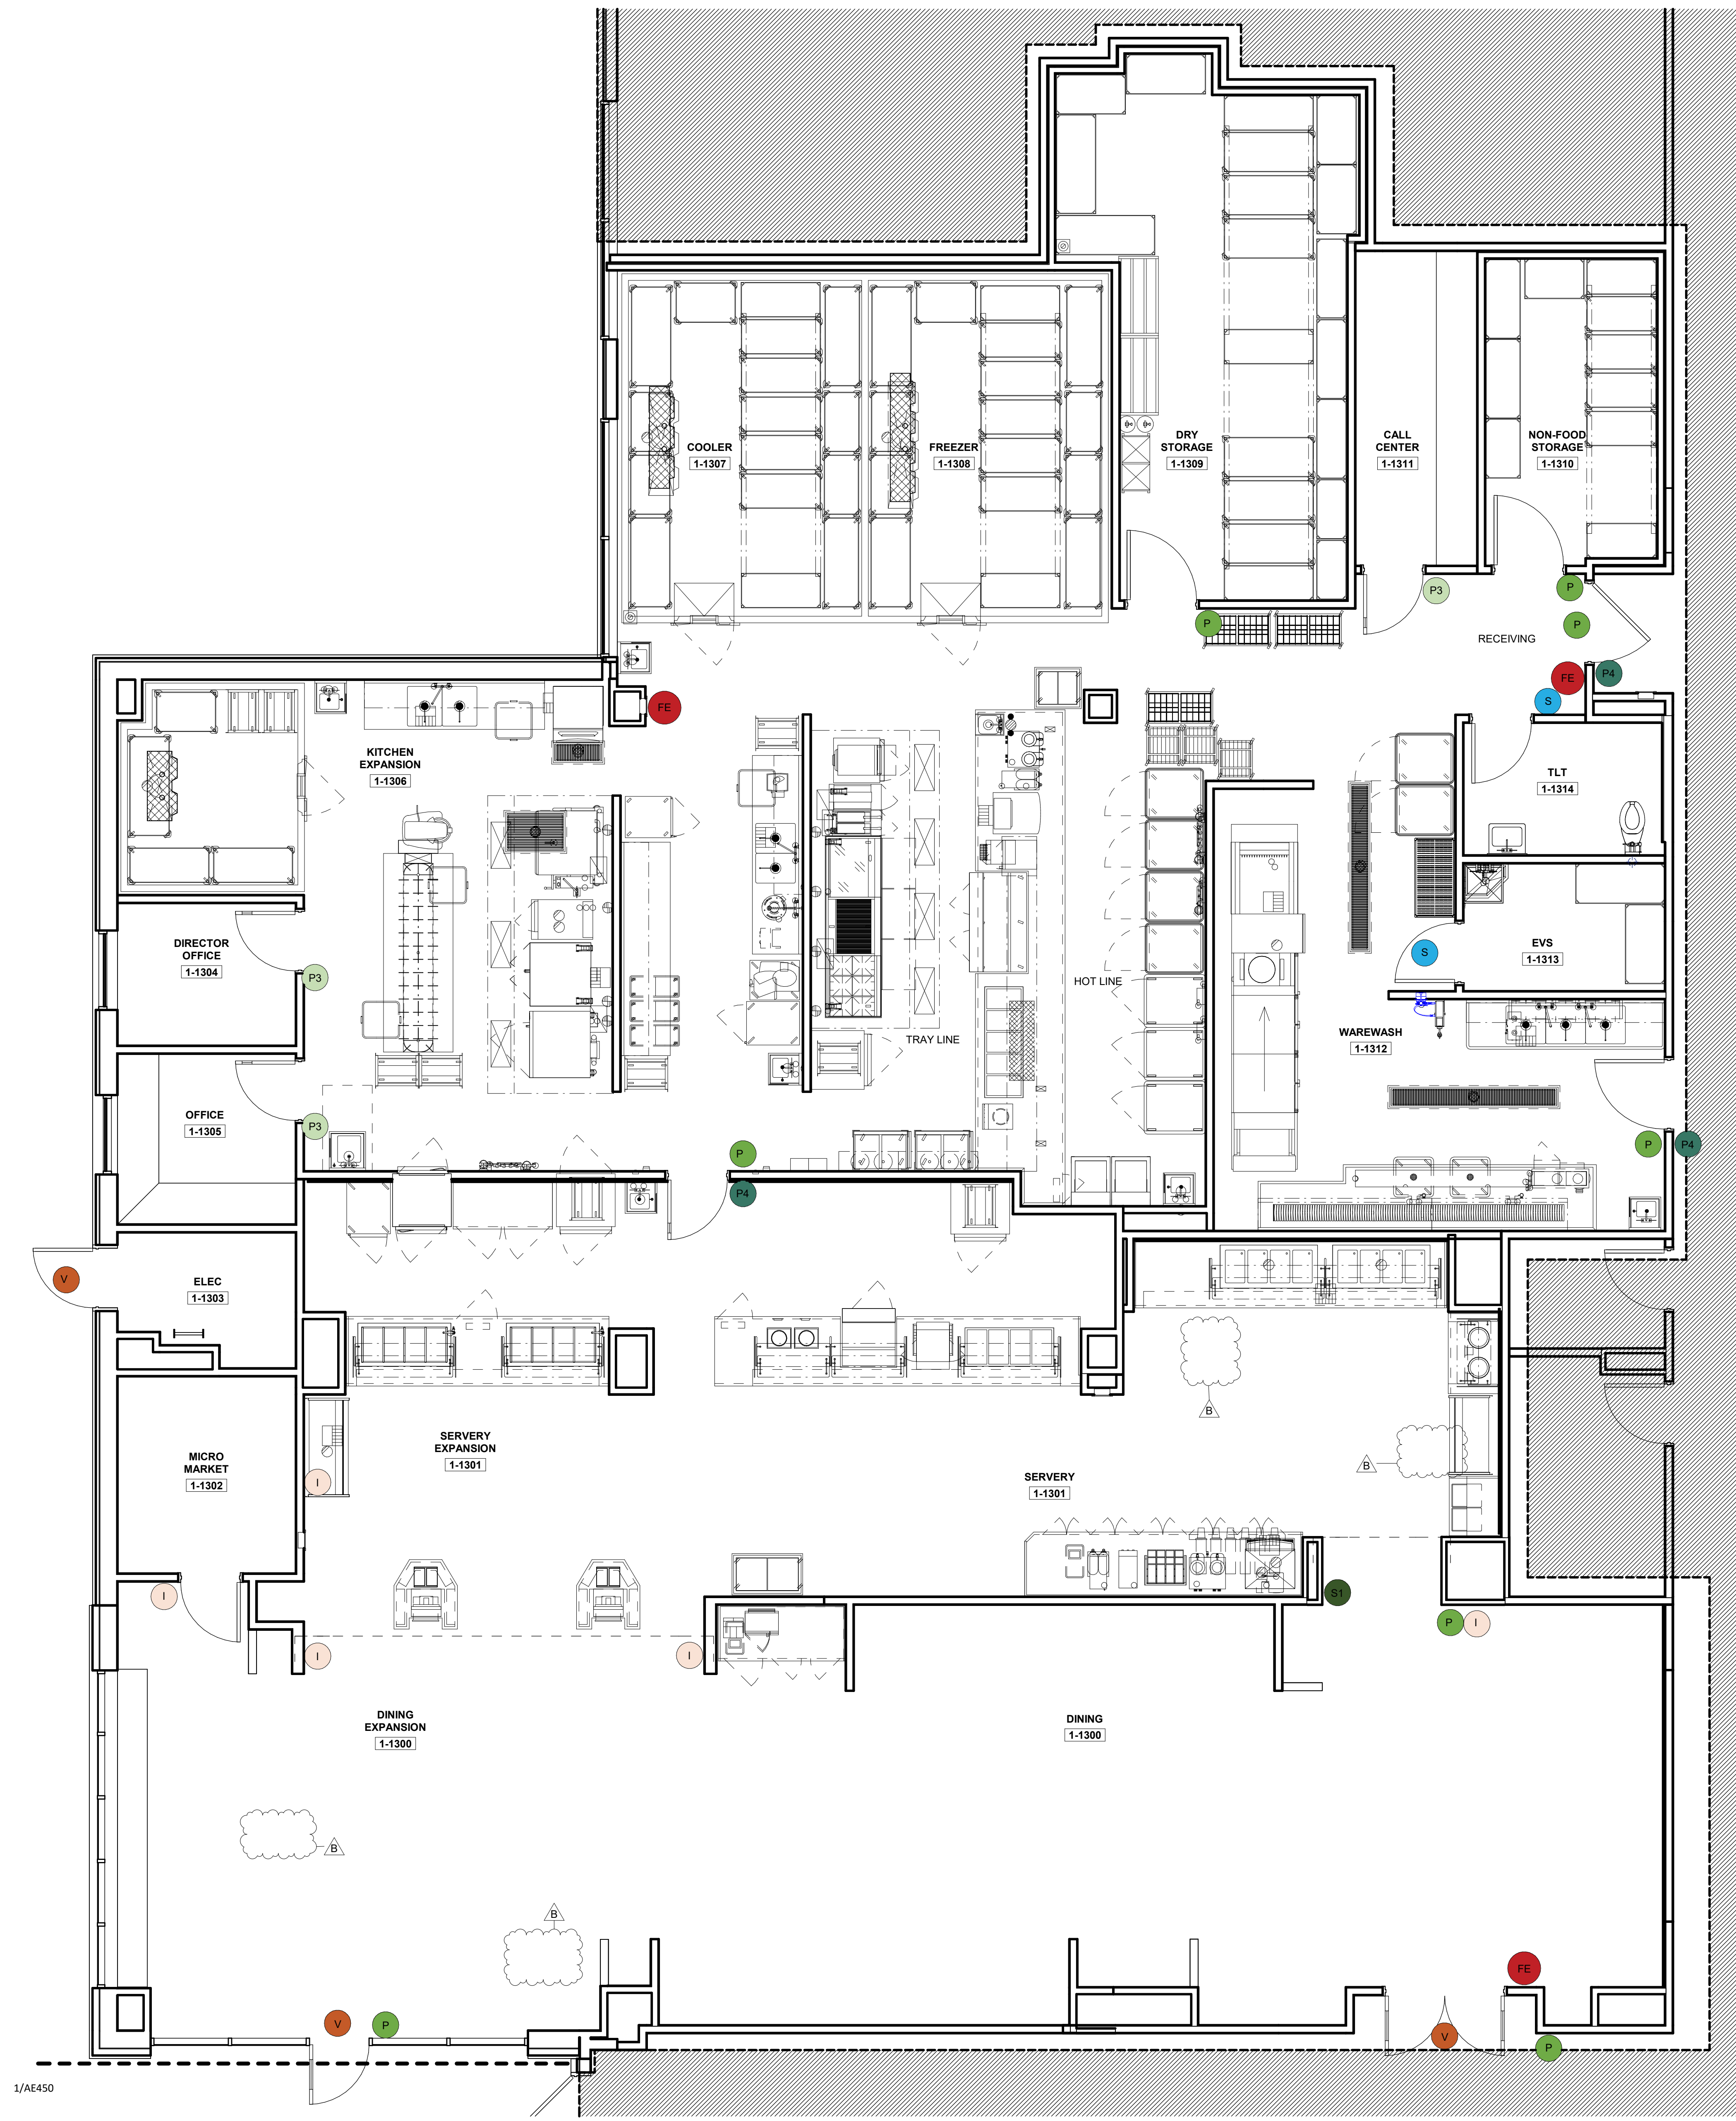 COOLER
1-1307
FREEZER
1-1308
DRY
STORAGE
1-1309
CALL
CENTER
1-1311
NON-FOOD
STORAGE
1-1310
P3
P
P
P
RECEIVING
FE
P4
S
FE
KITCHEN
EXPANSION
1-1306
TLT
1-1314
DIRECTOR
OFFICE
1-1304
P3
S
EVS
1-1313
HOT LINE
TRAY LINE
WAREWASH
1-1312
OFFICE
1-1305
P3
P
P4
P
P4
V
ELEC
1-1303
B
B
MICRO
MARKET
1-1302
SERVERY
EXPANSION
1-1301
SERVERY
1-1301
I
I
S1
P
I
I
I
DINING
EXPANSION
1-1300
DINING
1-1300
B
B
FE
V
P
V
P
1/AE450